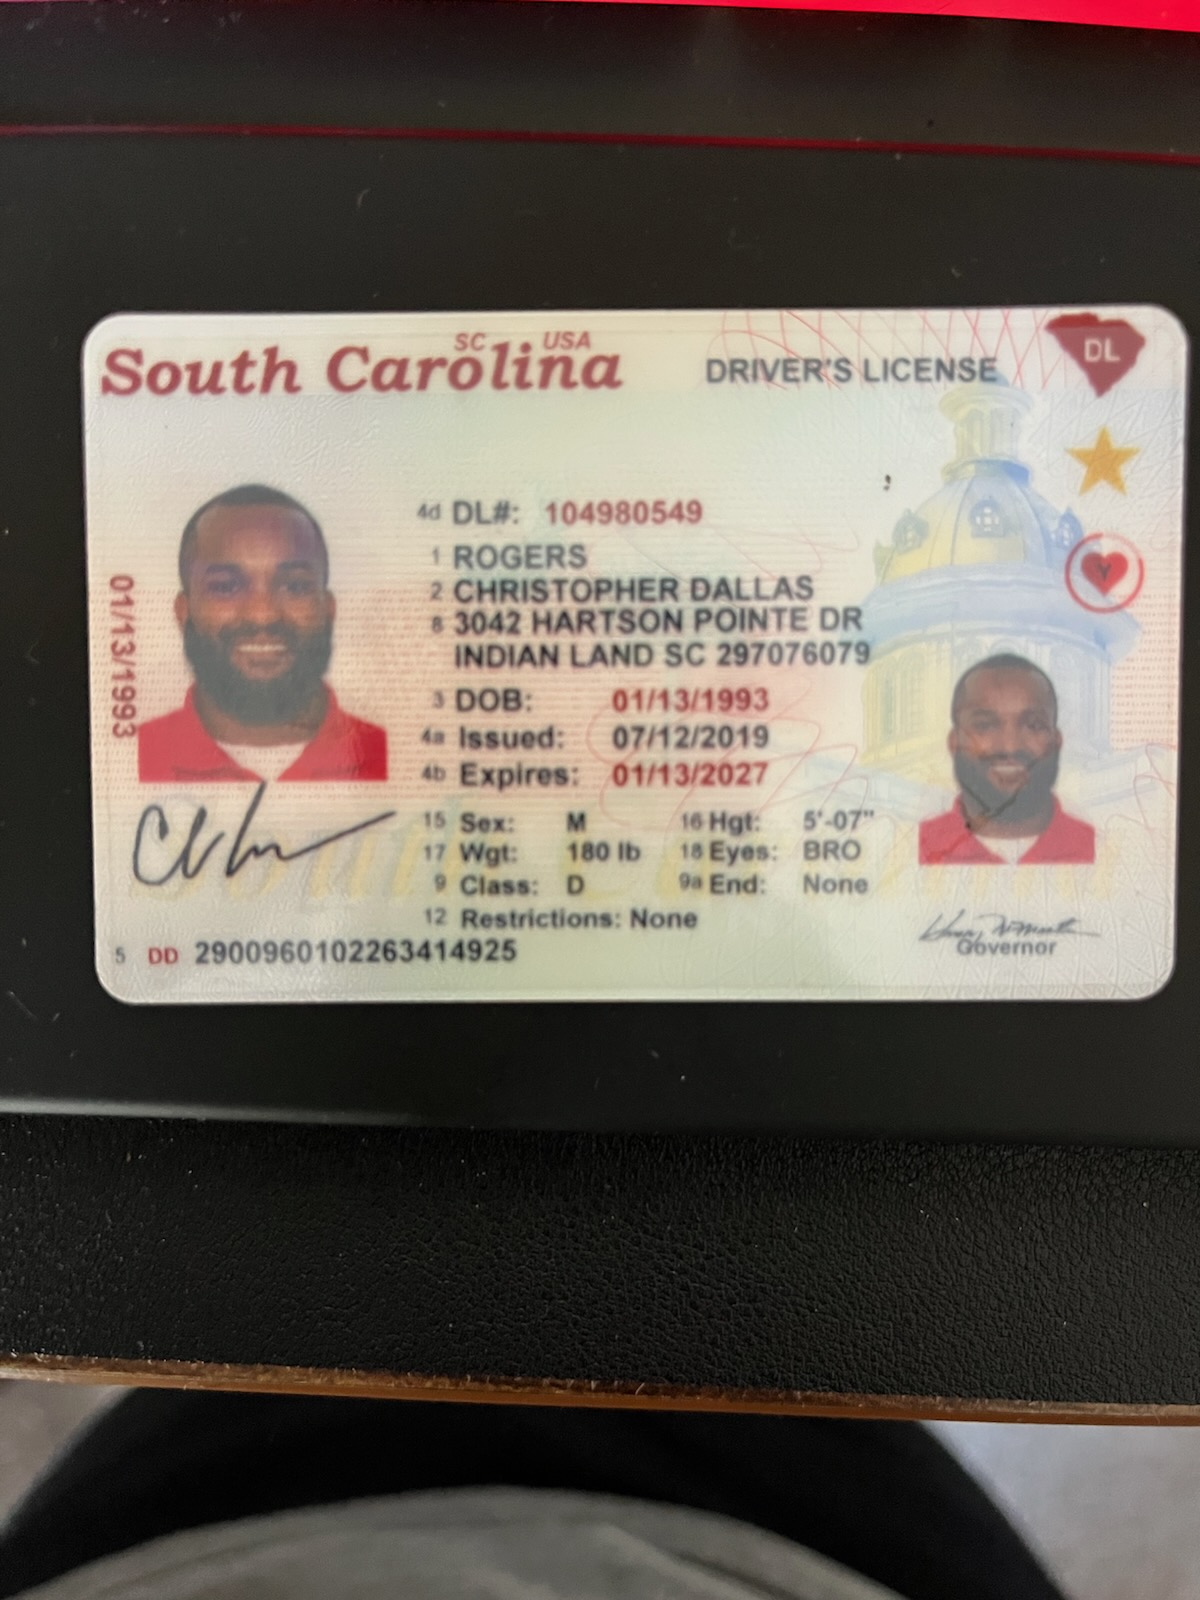 SC USA
South Carolina
DRIVER'S LICENSE
DL
4d DL#: 104980549
1 ROGERS
2 CHRISTOPHER DALLAS
8 3042 HARTSON POINTE DR
INDIAN LAND SC 297076079
3 DOB: 01/13/1993
4a Issued: 07/12/2019
4b Expires: 01/13/2027
15 Sex: M 16 Hgt: 5'-07"
17 Wgt: 180 lb 18 Eyes: BRO
9 Class: D 9a End: None
12 Restrictions: None
5 DD 2900960102263414925
01/13/1993
Y
Governor